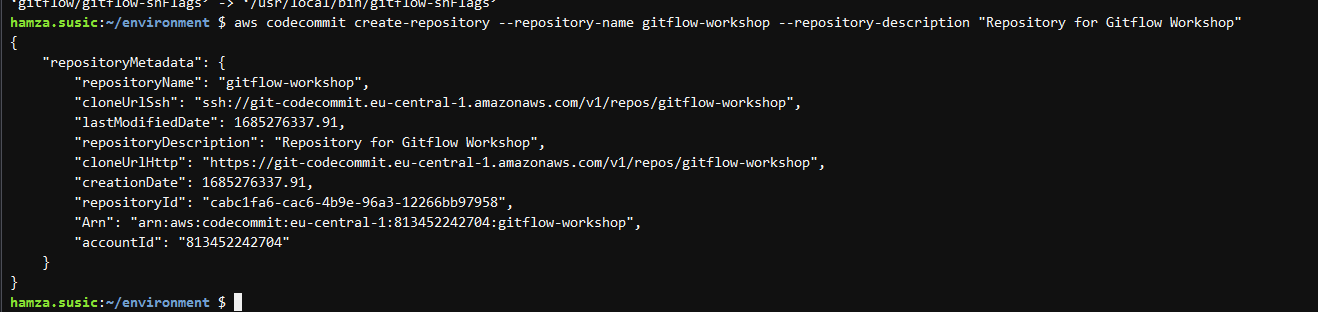 'gitflow/gitflow-shFlags' -> '/usr/local/bin/gitflow-shFlags'
hamza.susic:~/environment $ aws codecommit create-repository --repository-name gitflow-workshop --repository-description "Repository for Gitflow Workshop"
{
    "repositoryMetadata": {
        "repositoryName": "gitflow-workshop",
        "cloneUrlSsh": "ssh://git-codecommit.eu-central-1.amazonaws.com/v1/repos/gitflow-workshop",
        "lastModifiedDate": 1685276337.91,
        "repositoryDescription": "Repository for Gitflow Workshop",
        "cloneUrlHttp": "https://git-codecommit.eu-central-1.amazonaws.com/v1/repos/gitflow-workshop",
        "creationDate": 1685276337.91,
        "repositoryId": "cabc1fa6-cac6-4b9e-96a3-12266bb97958",
        "Arn": "arn:aws:codecommit:eu-central-1:813452242704:gitflow-workshop",
        "accountId": "813452242704"
    }
}
hamza.susic:~/environment $